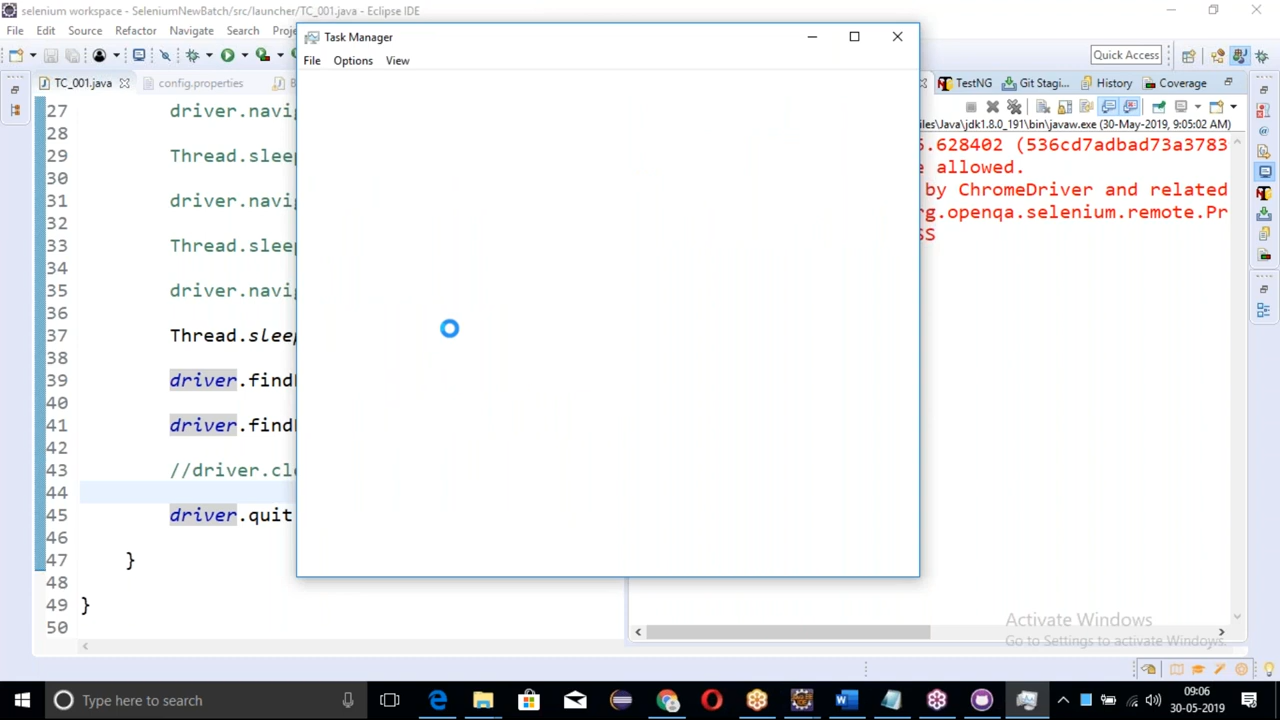 selenium workspace - SeleniumNewBatch/src/launcher/TC_001.java - Eclipse IDE
File Edit Source Refactor Navigate Search
Task Manager
File Options View
Quick Access
TC_001.java
config.properties
TestNG
Git Stagi...
History
Coverage
iles\Java\jdk1.8.0_191\bin\javaw.exe (30-May-2019, 9:05:02 AM)
.628402 (536cd7adbad73a3783
allowed.
by ChromeDriver and related
rg.openqa.selenium.remote.Pr
SS
27 driver.navi
28
29 Thread.sleep
30
31 driver.navi
32
33 Thread.sleep
34
35 driver.navi
36
37 Thread.sleep
38
39 driver.find
40
41 driver.find
42
43 //driver.clo
44
45 driver.quit
46
47 }
48
49 }
50
Activate Windows
Go to Settings to activate Windows.
Type here to search
09:06
30-05-2019